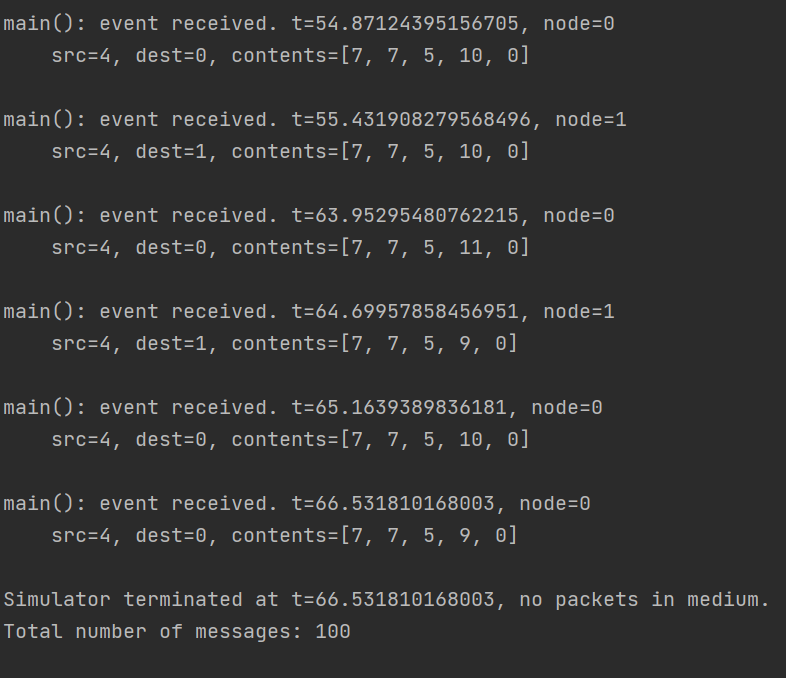 main(): event received. t=54.87124395156705, node=0
    src=4, dest=0, contents=[7, 7, 5, 10, 0]
main(): event received. t=55.431908279568496, node=1
    src=4, dest=1, contents=[7, 7, 5, 10, 0]
main(): event received. t=63.95295480762215, node=0
    src=4, dest=0, contents=[7, 7, 5, 11, 0]
main(): event received. t=64.69957858456951, node=1
    src=4, dest=1, contents=[7, 7, 5, 9, 0]
main(): event received. t=65.1639389836181, node=0
    src=4, dest=0, contents=[7, 7, 5, 10, 0]
main(): event received. t=66.531810168003, node=0
    src=4, dest=0, contents=[7, 7, 5, 9, 0]
Simulator terminated at t=66.531810168003, no packets in medium.
Total number of messages: 100